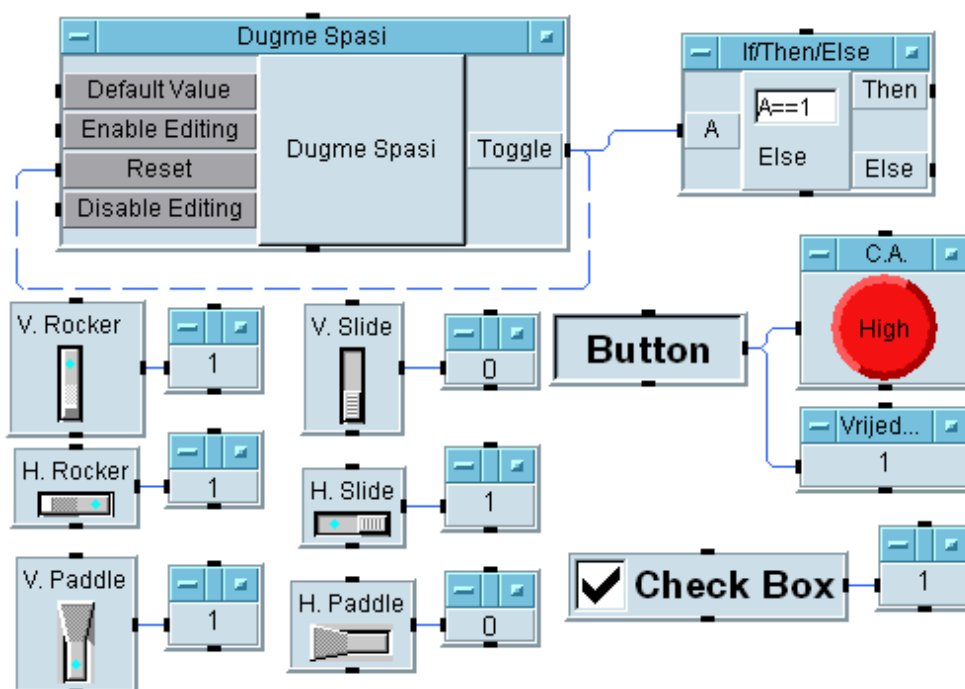 Dugme Spasi
Default Value
Enable Editing
Reset
Disable Editing
Dugme Spasi
Toggle
If/Then/Else
A
A==1
Else
Then
Else
V. Rocker
1
V. Slide
0
Button
C.A.
High
Vrijed...
1
H. Rocker
1
H. Slide
1
V. Paddle
1
H. Paddle
0
Check Box
1